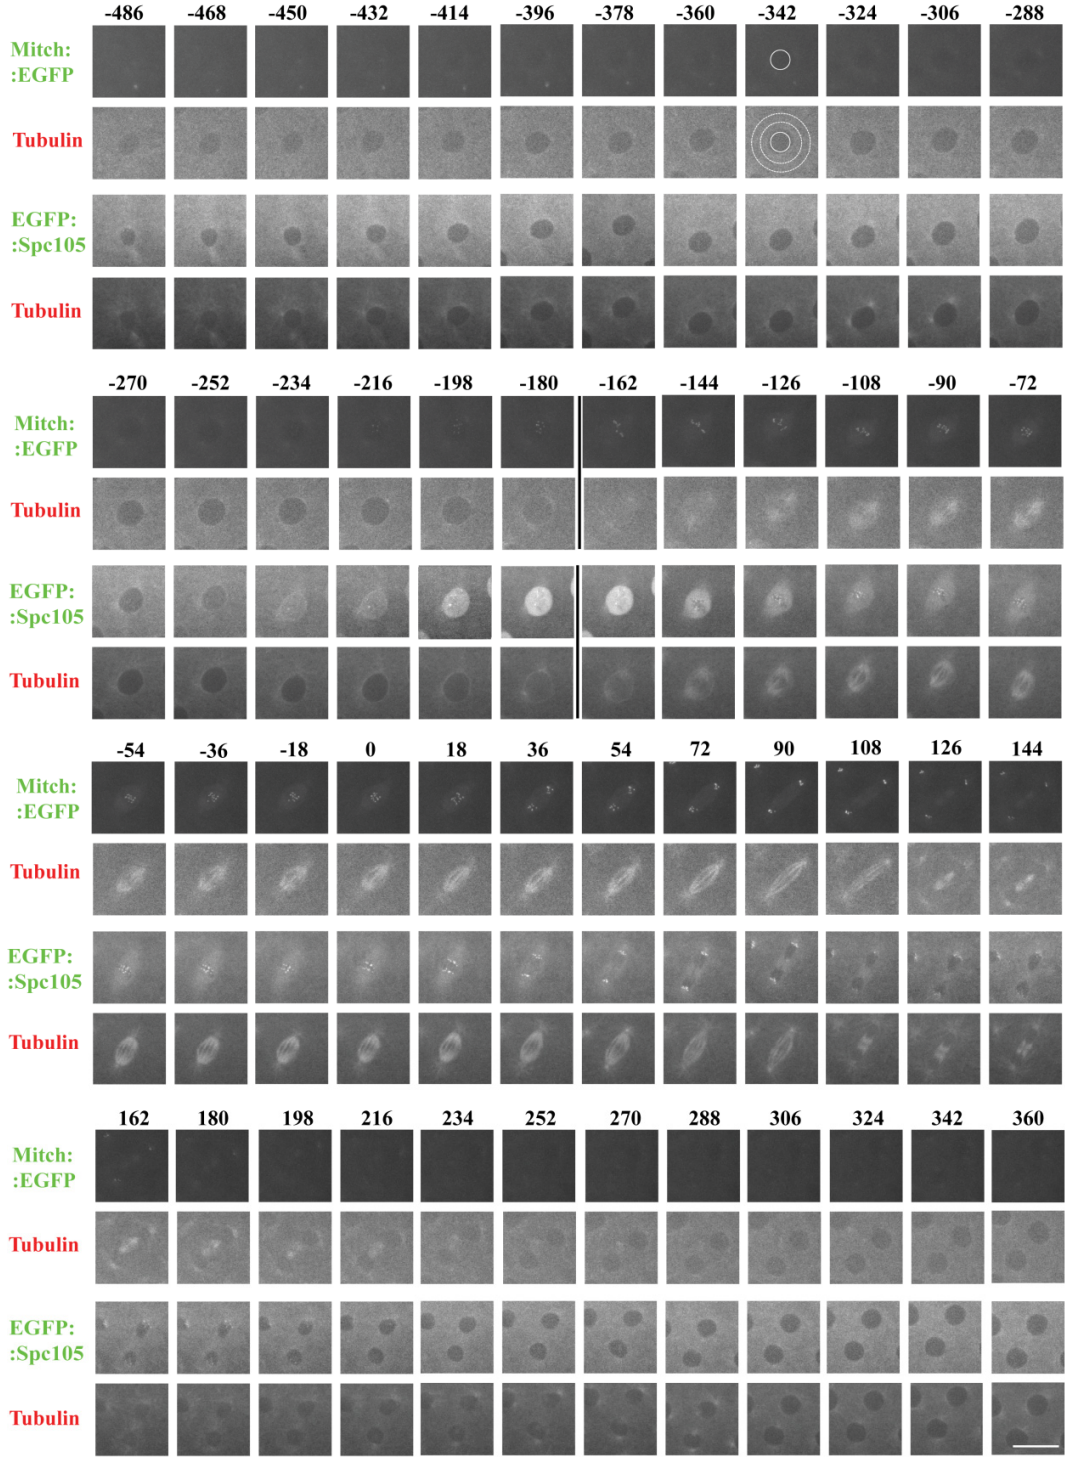 -486 -468 -450 -432 -414 -396 -378 -360 -342 -324 -306 -288
Mitch:
:EGFP
Tubulin
EGFP:
:Spc105
Tubulin
-270 -252 -234 -216 -198 -180 -162 -144 -126 -108 -90 -72
Mitch:
:EGFP
Tubulin
EGFP:
:Spc105
Tubulin
-54 -36 -18 0 18 36 54 72 90 108 126 144
Mitch:
:EGFP
Tubulin
EGFP:
:Spc105
Tubulin
162 180 198 216 234 252 270 288 306 324 342 360
Mitch:
:EGFP
Tubulin
EGFP:
:Spc105
Tubulin